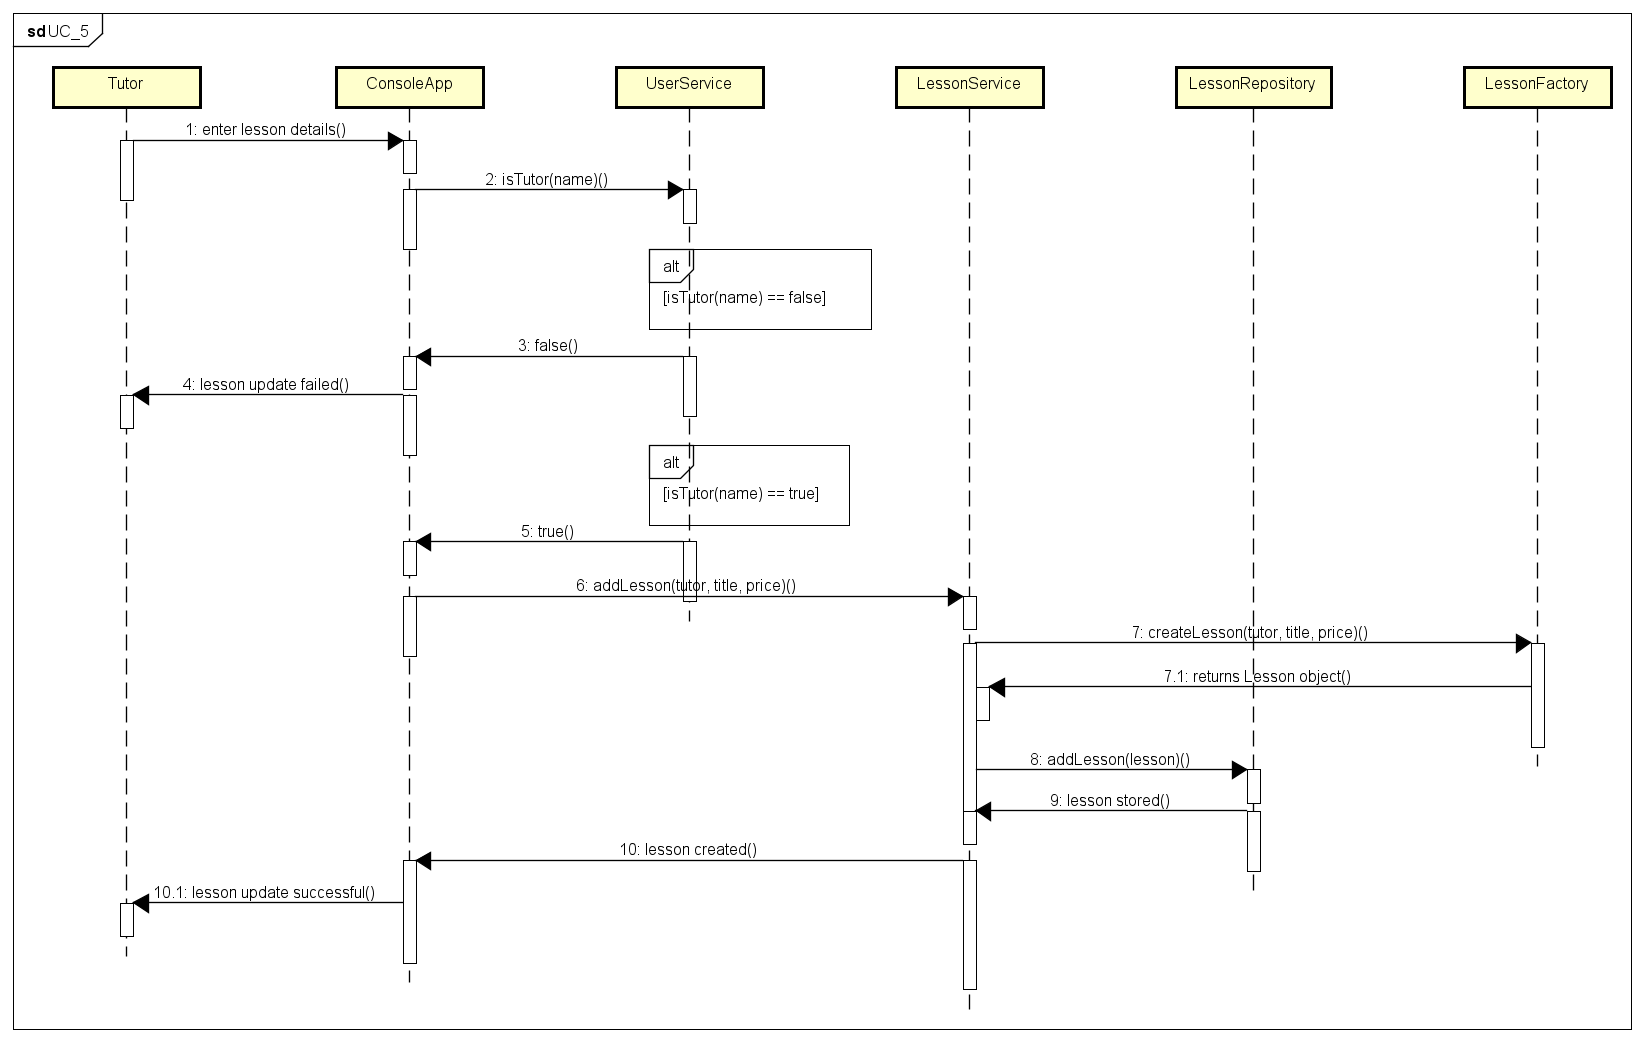 sd UC_5
Tutor
ConsoleApp
UserService
LessonService
LessonRepository
LessonFactory
1: enter lesson details()
2: isTutor(name)()
alt
[isTutor(name) == false]
3: false()
4: lesson update failed()
alt
[isTutor(name) == true]
5: true()
6: addLesson(tutor, title, price)()
7: createLesson(tutor, title, price)()
7.1: returns Lesson object()
8: addLesson(lesson)()
9: lesson stored()
10: lesson created()
10.1: lesson update successful()